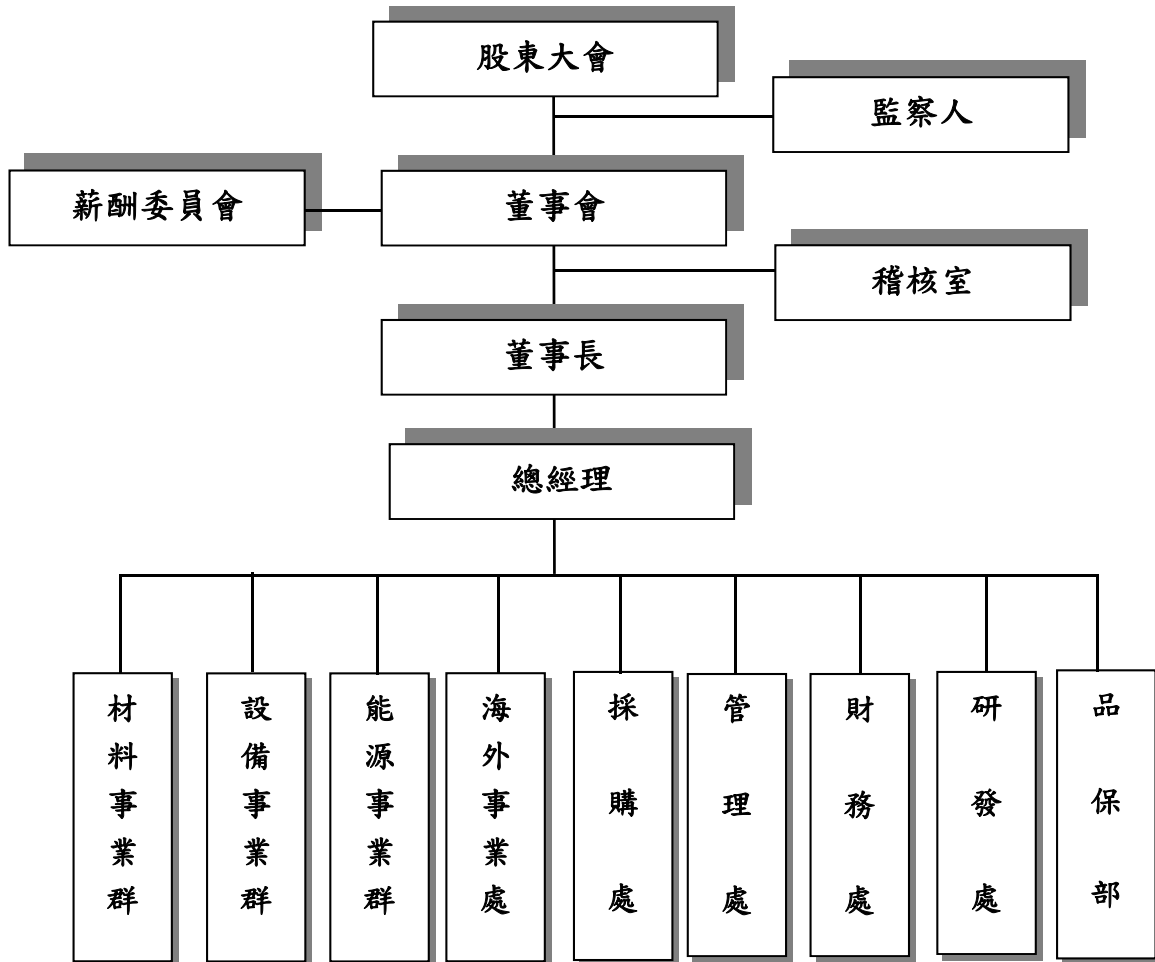 股東大會
監察人
薪酬委員會
董事會
稽核室
董事長
總經理
材料事業群
設備事業群
能源事業群
海外事業處
採購處
管理處
財務處
研發處
品保部